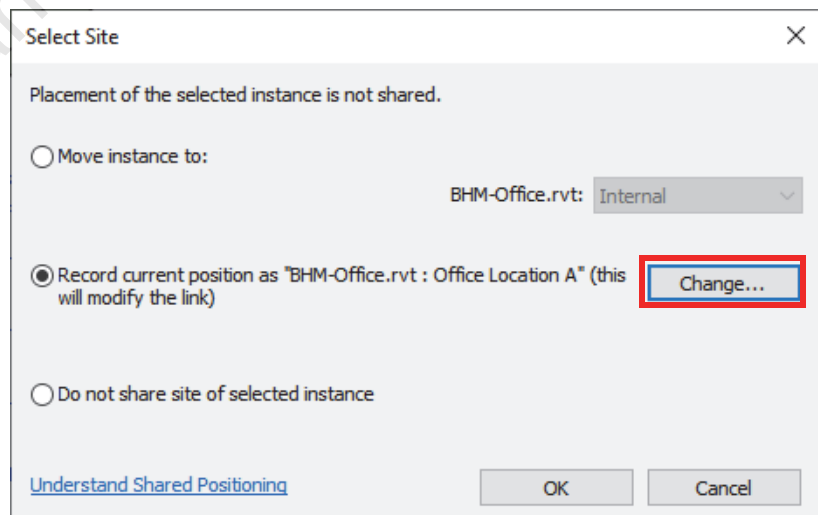 Select Site
Placement of the selected instance is not shared.
Move instance to:
BHM-Office.rvt: Internal
Record current position as "BHM-Office.rvt : Office Location A" (this
will modify the link)
Change...
Do not share site of selected instance
Understand Shared Positioning
OK
Cancel